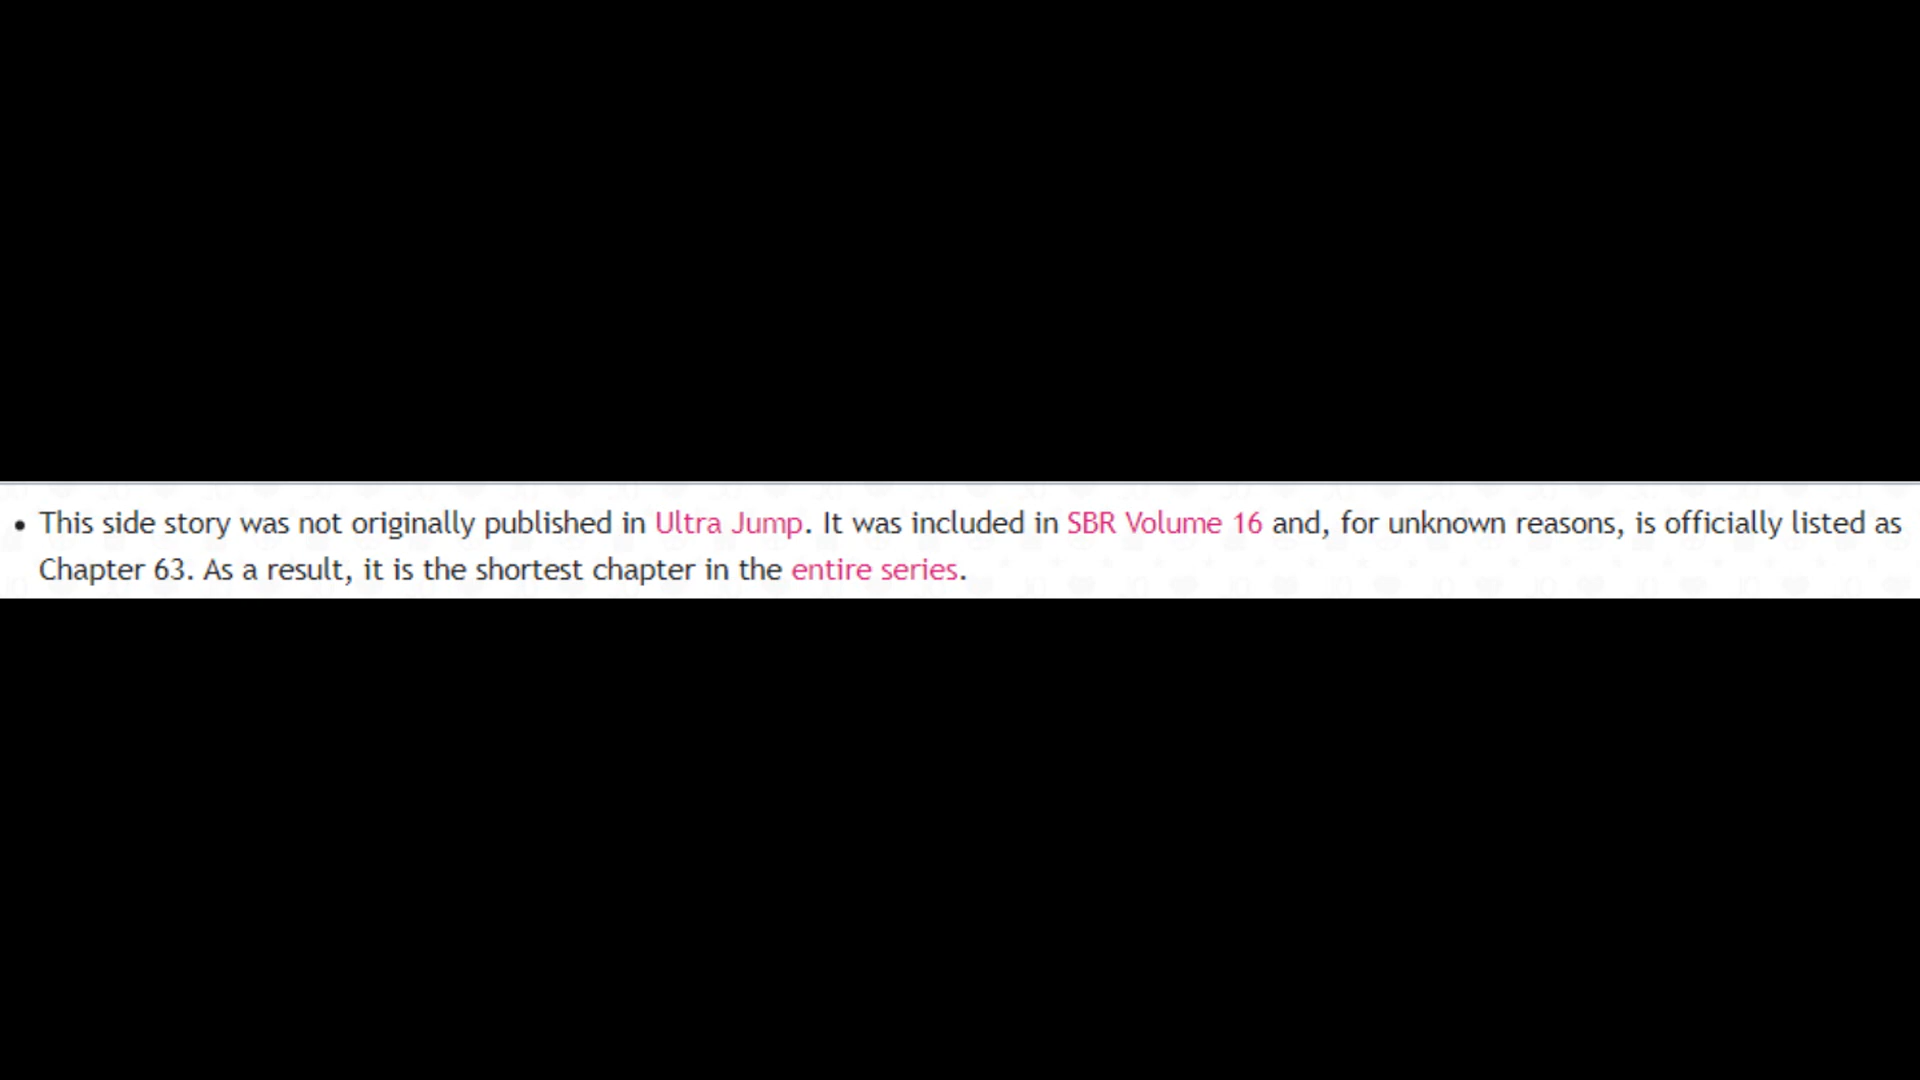 • This side story was not originally published in Ultra Jump. It was included in SBR Volume 16 and, for unknown reasons, is officially listed as
Chapter 63. As a result, it is the shortest chapter in the entire series.